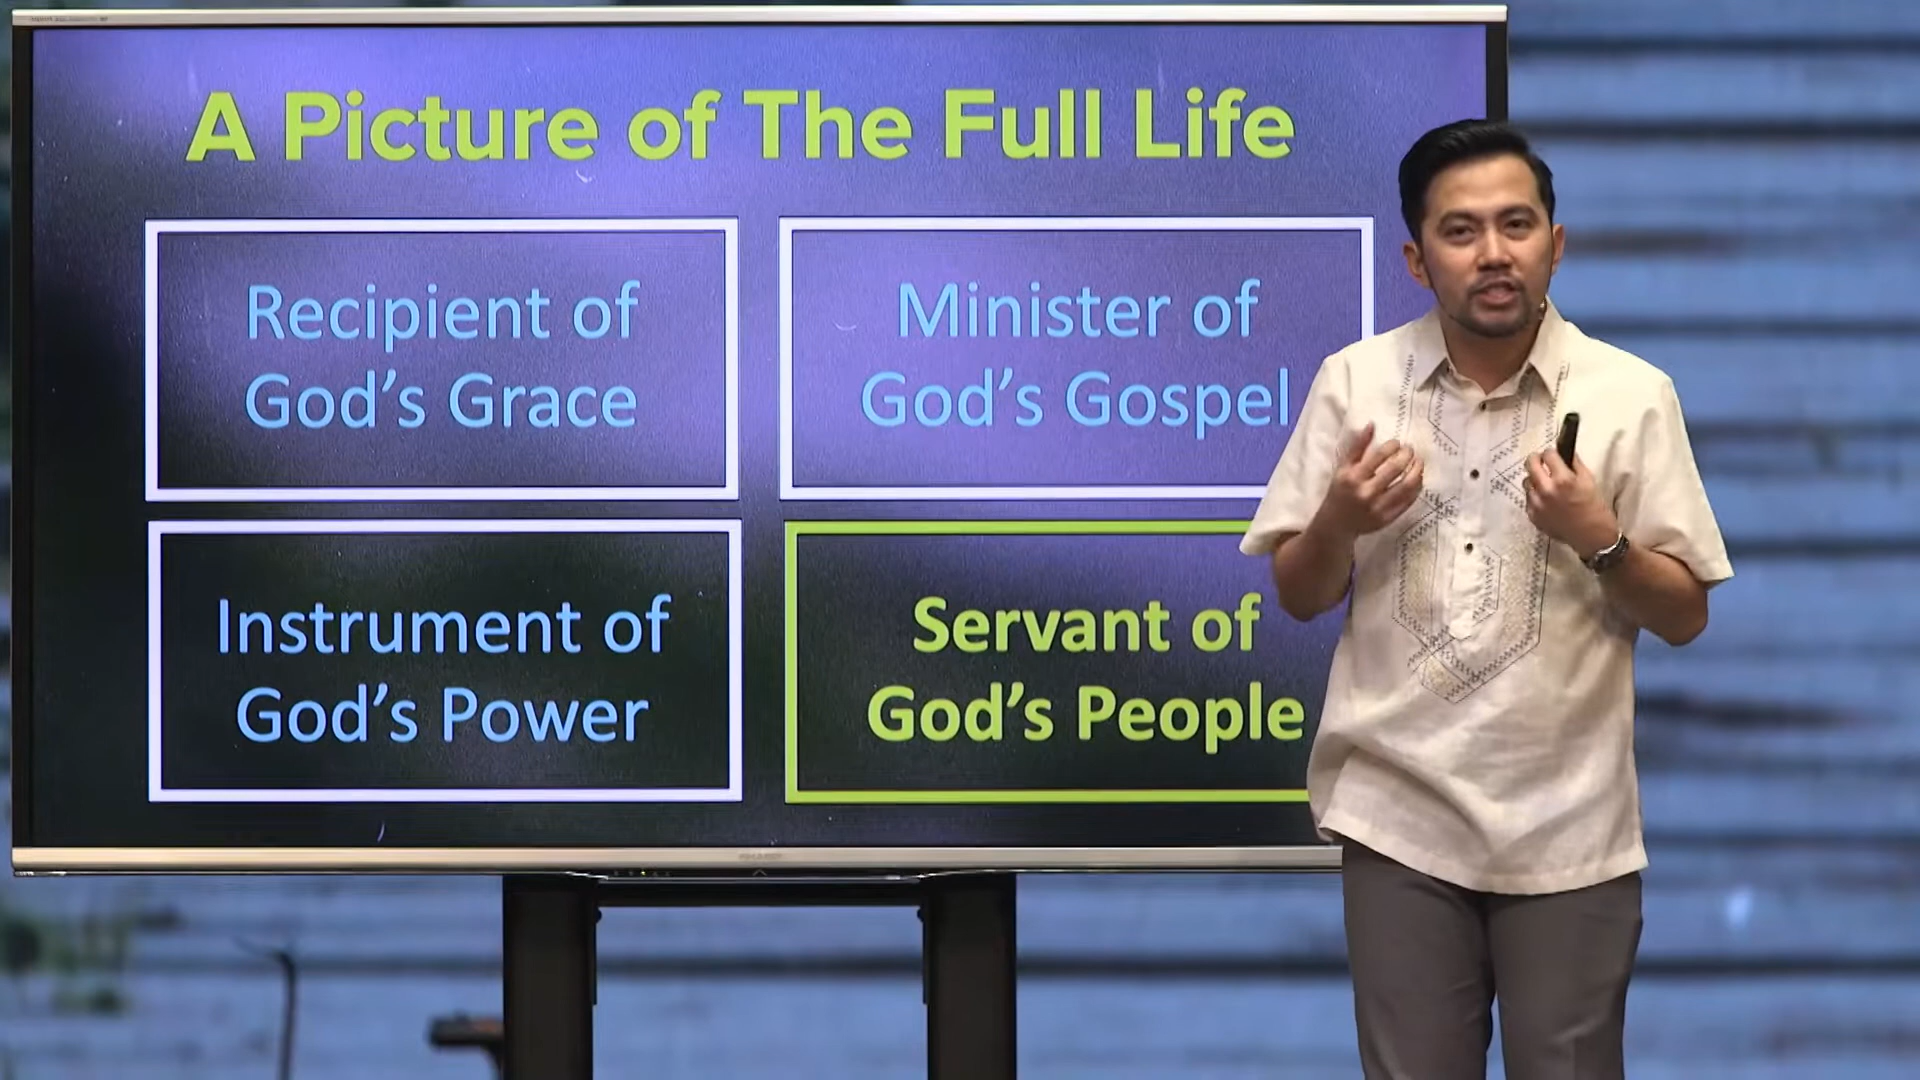 A Picture of The Full Life
Recipient of
God's Grace
Minister of
God's Gospel
Instrument of
God's Power
Servant of
God's People